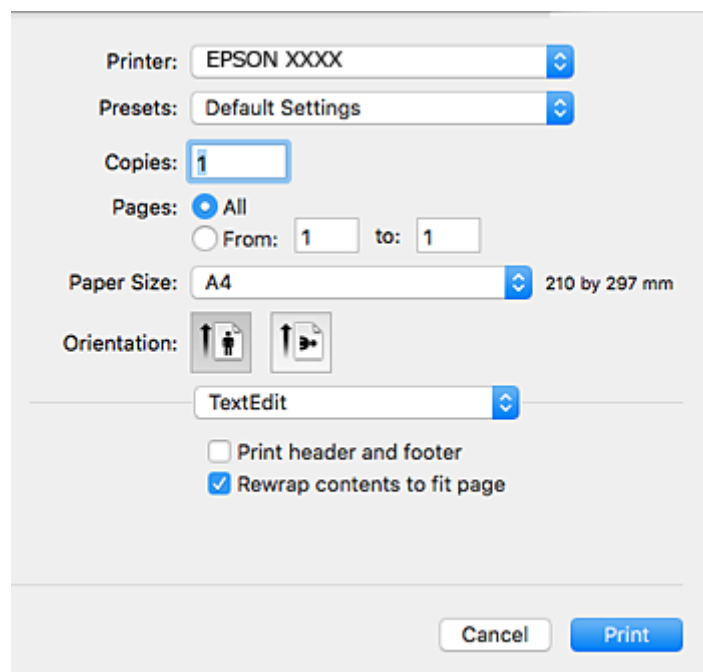 Printer: EPSON XXXX
Presets: Default Settings
Copies: 1
Pages: All
From: 1 to: 1
Paper Size: A4 210 by 297 mm
Orientation:
TextEdit
Print header and footer
Rewrap contents to fit page
Cancel Print